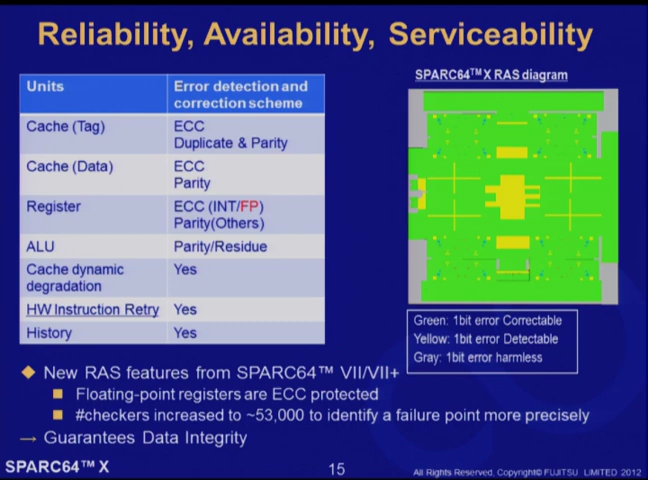 Reliability, Availability, Serviceability
Units Error detection and
correction scheme
Cache (Tag) ECC
Duplicate & Parity
Cache (Data) ECC
Parity
Register ECC (INT/FP)
Parity(Others)
ALU Parity/Residue
Cache dynamic Yes
degradation
HW Instruction Retry Yes
History Yes
SPARC64™ X RAS diagram
Green: 1bit error Correctable
Yellow: 1bit error Detectable
Gray: 1bit error harmless
◆ New RAS features from SPARC64™ VII/VII+
■ Floating-point registers are ECC protected
■ #checkers increased to ~53,000 to identify a failure point more precisely
→ Guarantees Data Integrity
SPARC64™ X 15 All Rights Reserved, Copyright© FUJITSU LIMITED 2012